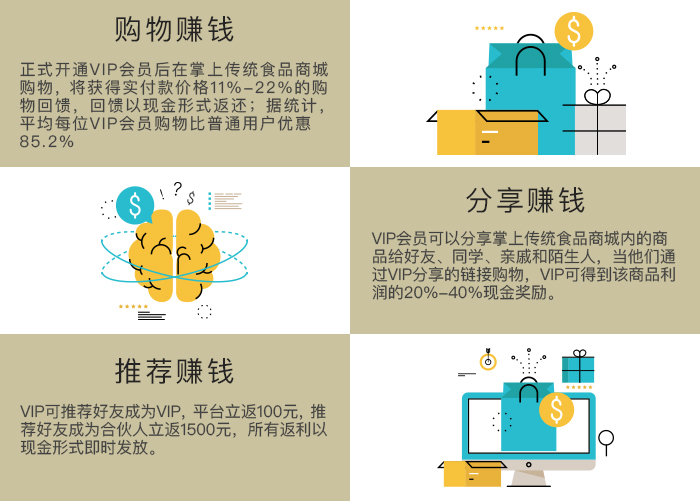 购物赚钱
正式开通VIP会员后在掌上传统食品商城
购物，将获得实付款价格11%-22%的购
物回馈，回馈以现金形式返还；据统计，
平均每位VIP会员购物比普通用户优惠
85.2%
$
$
?
!
$
分享赚钱
VIP会员可以分享掌上传统食品商城内的商
品给好友、同学、亲戚和陌生人，当他们通
过VIP分享的链接购物，VIP可得到该商品利
润的20%-40%现金奖励。
推荐赚钱
VIP可推荐好友成为VIP, 平台立返100元, 推
荐好友成为合伙人立返1500元，所有返利以
现金形式即时发放。
$